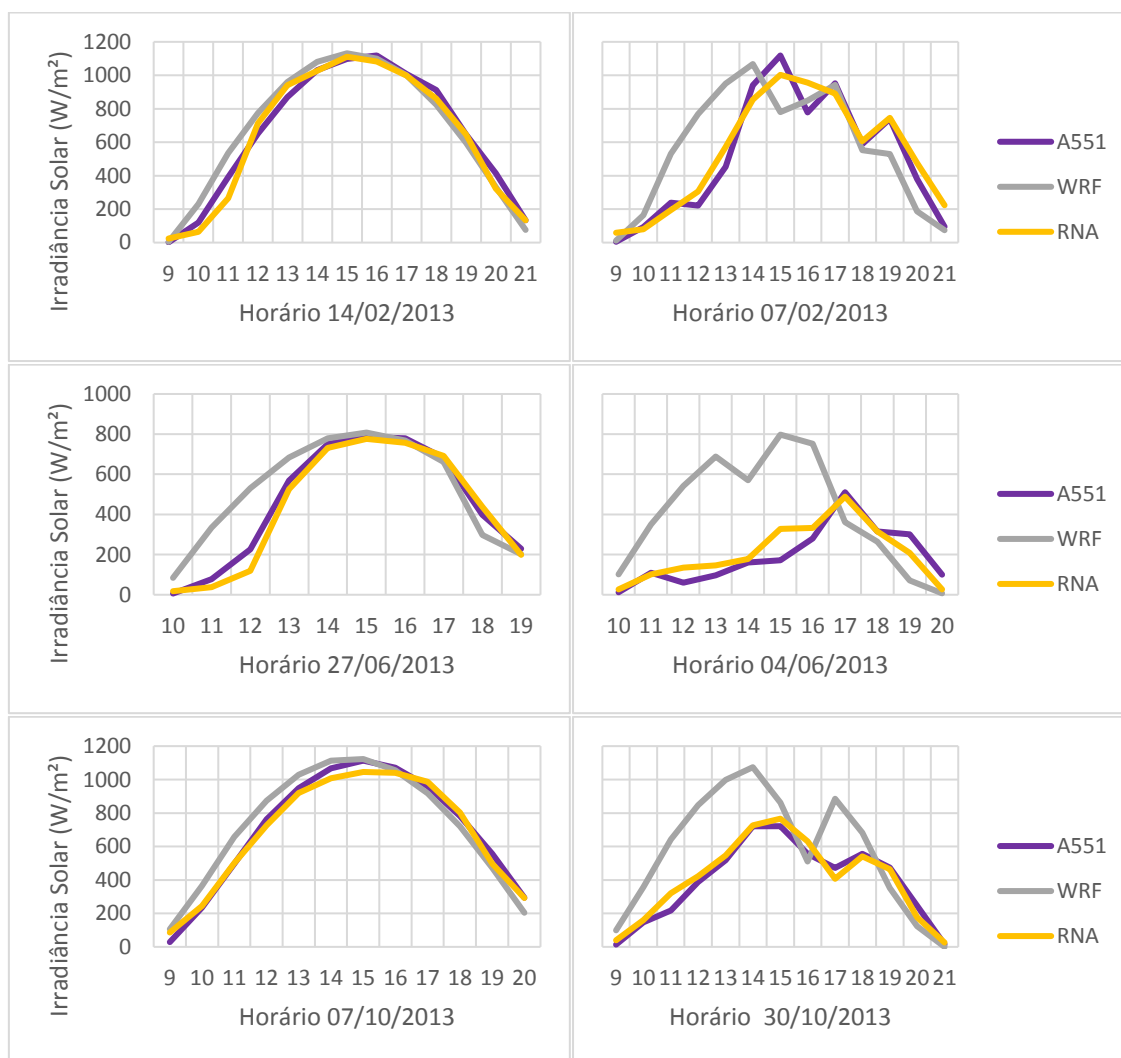 Irradiância Solar (W/m²)
1200
1000
800
600
400
200
0
9 10 11 12 13 14 15 16 17 18 19 20 21
Horário 14/02/2013
9 10 11 12 13 14 15 16 17 18 19 20 21
Horário 07/02/2013
A551
WRF
RNA
Irradiância Solar (W/m²)
1000
800
600
400
200
0
10 11 12 13 14 15 16 17 18 19
Horário 27/06/2013
10 11 12 13 14 15 16 17 18 19 20
Horário 04/06/2013
A551
WRF
RNA
Irradiância Solar (W/m²)
1200
1000
800
600
400
200
0
9 10 11 12 13 14 15 16 17 18 19 20
Horário 07/10/2013
9 10 11 12 13 14 15 16 17 18 19 20 21
Horário 30/10/2013
A551
WRF
RNA